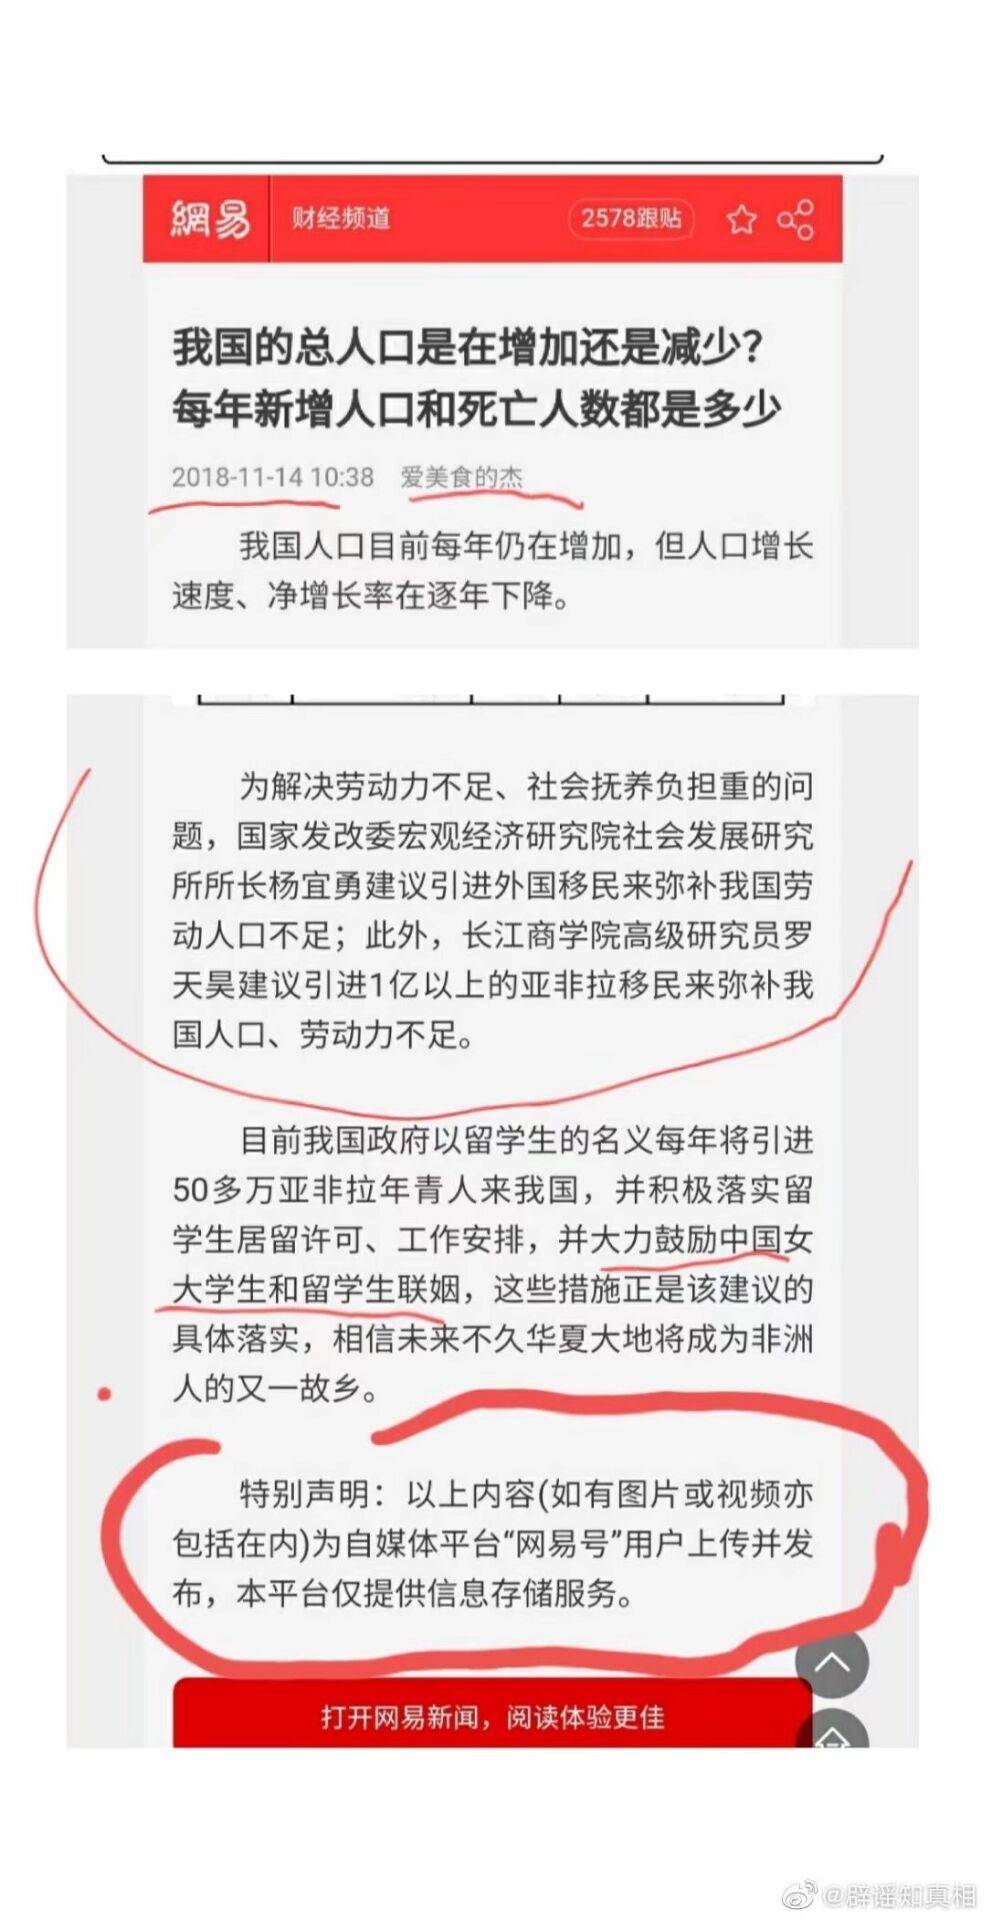 網易 财经频道 2578跟贴
我国的总人口是在增加还是减少?
每年新增人口和死亡人数都是多少
2018-11-14 10:38 爱美食的杰
我国人口目前每年仍在增加，但人口增长
速度、净增长率在逐年下降。
为解决劳动力不足、社会抚养负担重的问
题，国家发改委宏观经济研究院社会发展研究
所所长杨宜勇建议引进外国移民来弥补我国劳
动人口不足；此外，长江商学院高级研究员罗
天昊建议引进1亿以上的亚非拉移民来弥补我
国人口、劳动力不足。
目前我国政府以留学生的名义每年将引进
50多万亚非拉年青人来我国，并积极落实留
学生居留许可、工作安排，并大力鼓励中国女
大学生和留学生联姻，这些措施正是该建议的
具体落实，相信未来不久华夏大地将成为非洲
人的又一故乡。
特别声明：以上内容(如有图片或视频亦
包括在内)为自媒体平台“网易号”用户上传并发
布，本平台仅提供信息存储服务。
打开网易新闻，阅读体验更佳
@辟谣知真相